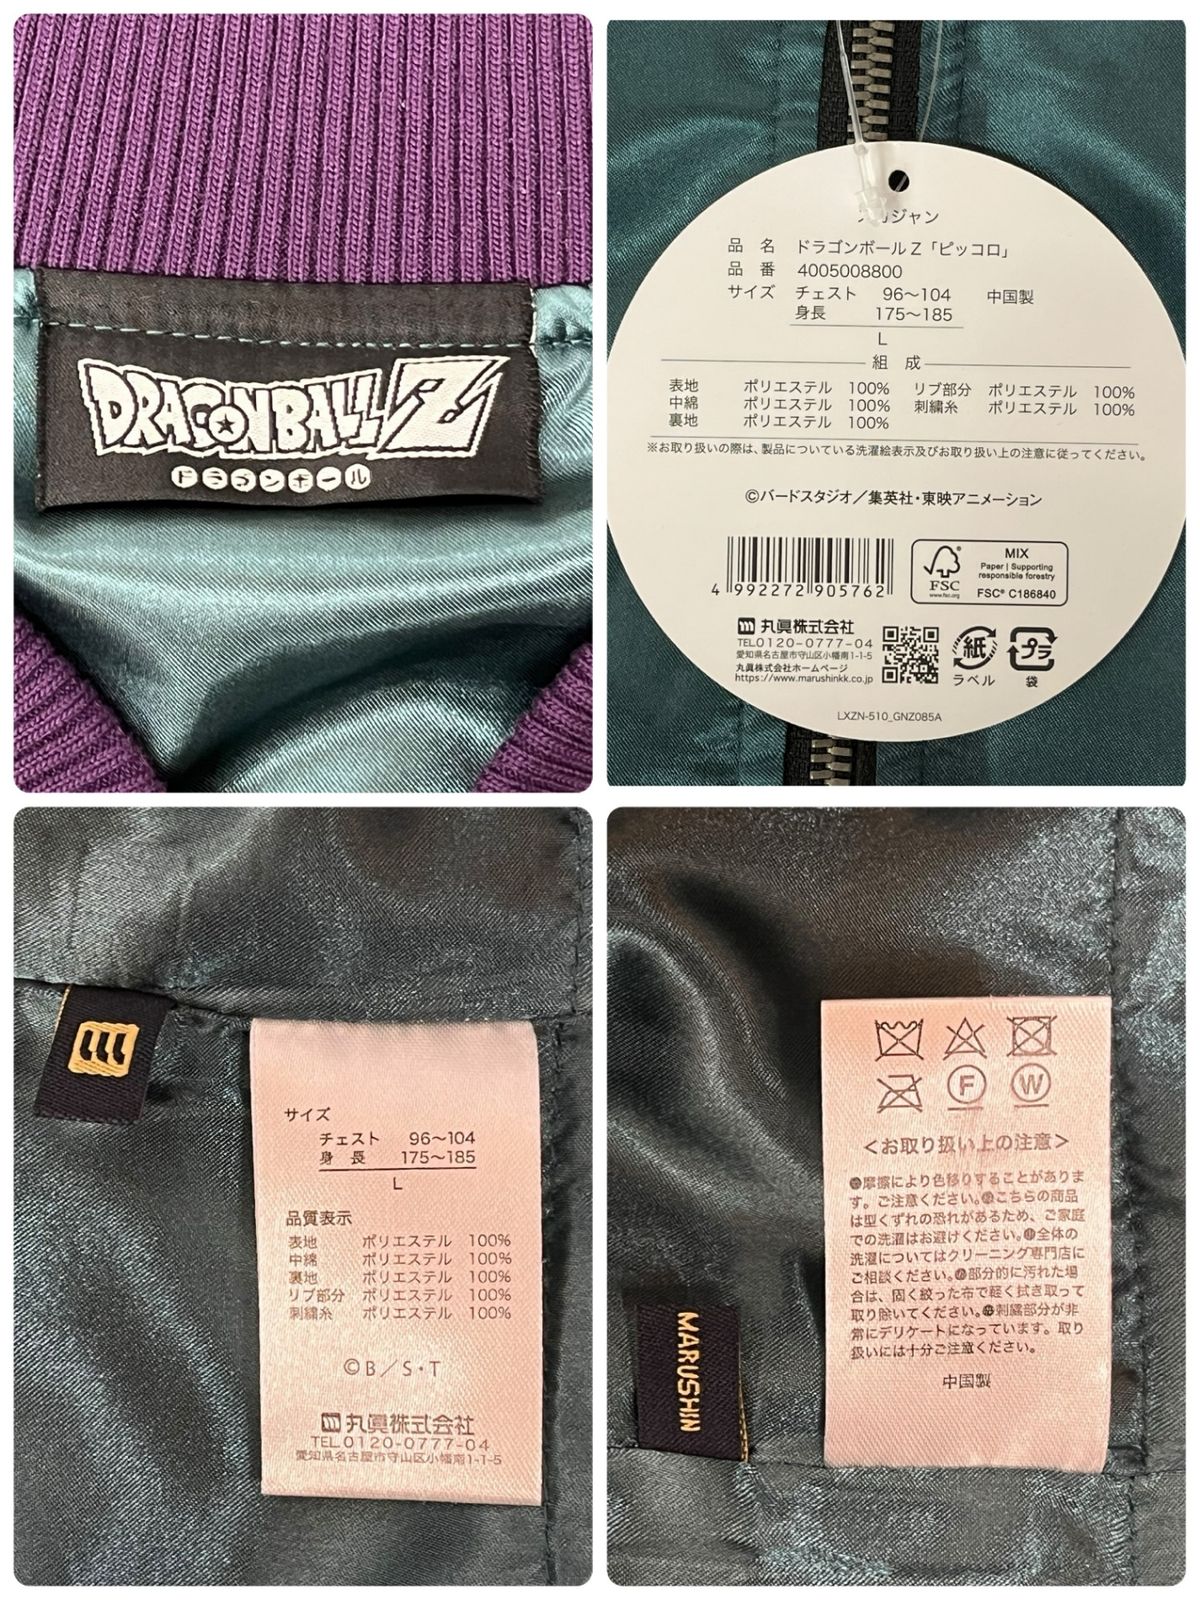 DRAGONBALL Z
ドラゴンボール
スカジャン
品 名 ドラゴンボールZ「ピッコロ」
品 番 4005008800
サイズ チェスト 96～104 中国製
身長 175～185
L
組 成
表地 ポリエステル 100% リブ部分 ポリエステル 100%
中綿 ポリエステル 100% 刺繍糸 ポリエステル 100%
裏地 ポリエステル 100%
※お取り扱いの際は、製品についている洗濯絵表示及びお取り扱い上の注意に従ってください。
©バードスタジオ／集英社・東映アニメーション
4 992272 905762
FSC
www.fsc.org
MIX
Paper | Supporting
responsible forestry
FSC® C186840
丸眞株式会社
TEL0120-0777-04
愛知県名古屋市守山区小幡南1-1-5
丸眞株式会社ホームページ
https://www.marushinkk.co.jp
紙
ラベル
プラ
袋
LXZN-510_GNZ085A
サイズ
チェスト 96～104
身 長 175～185
L
品質表示
表地 ポリエステル 100%
中綿 ポリエステル 100%
裏地 ポリエステル 100%
リブ部分 ポリエステル 100%
刺繍糸 ポリエステル 100%
©B／S・T
丸眞株式会社
TEL.0120-0777-04
愛知県名古屋市守山区小幡南1-1-5
F W
＜お取り扱い上の注意＞
●摩擦により色移りすることがありま
す。ご注意ください。●こちらの商品
は型くずれの恐れがあるため、ご家庭
での洗濯はお避けください。●全体の
洗濯についてはクリーニング専門店に
ご相談ください。●部分的に汚れた場
合は、固く絞った布で軽く拭き取って
取り除いてください。●刺繍部分が非
常にデリケートになっています。取り
扱いには十分ご注意ください。
中国製
MARUSHIN